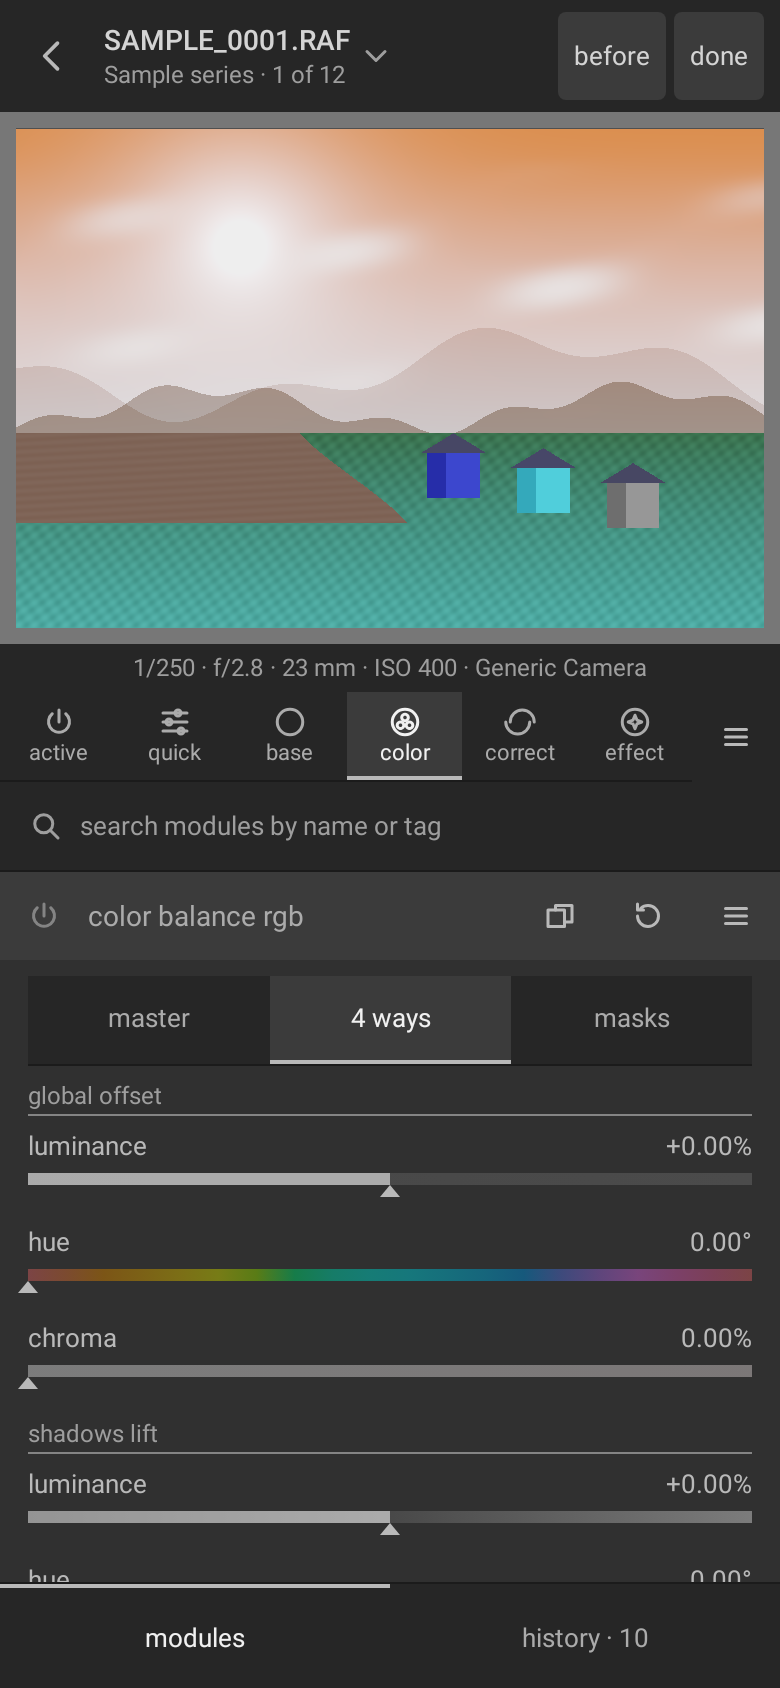 SAMPLE_0001.RAF
Sample series · 1 of 12
before
done
1/250 · f/2.8 · 23 mm · ISO 400 · Generic Camera
active
quick
base
color
correct
effect
search modules by name or tag
color balance rgb
master
4 ways
masks
global offset
luminance +0.00%
hue 0.00°
chroma 0.00%
shadows lift
luminance +0.00%
hue 0.00°
modules
history · 10